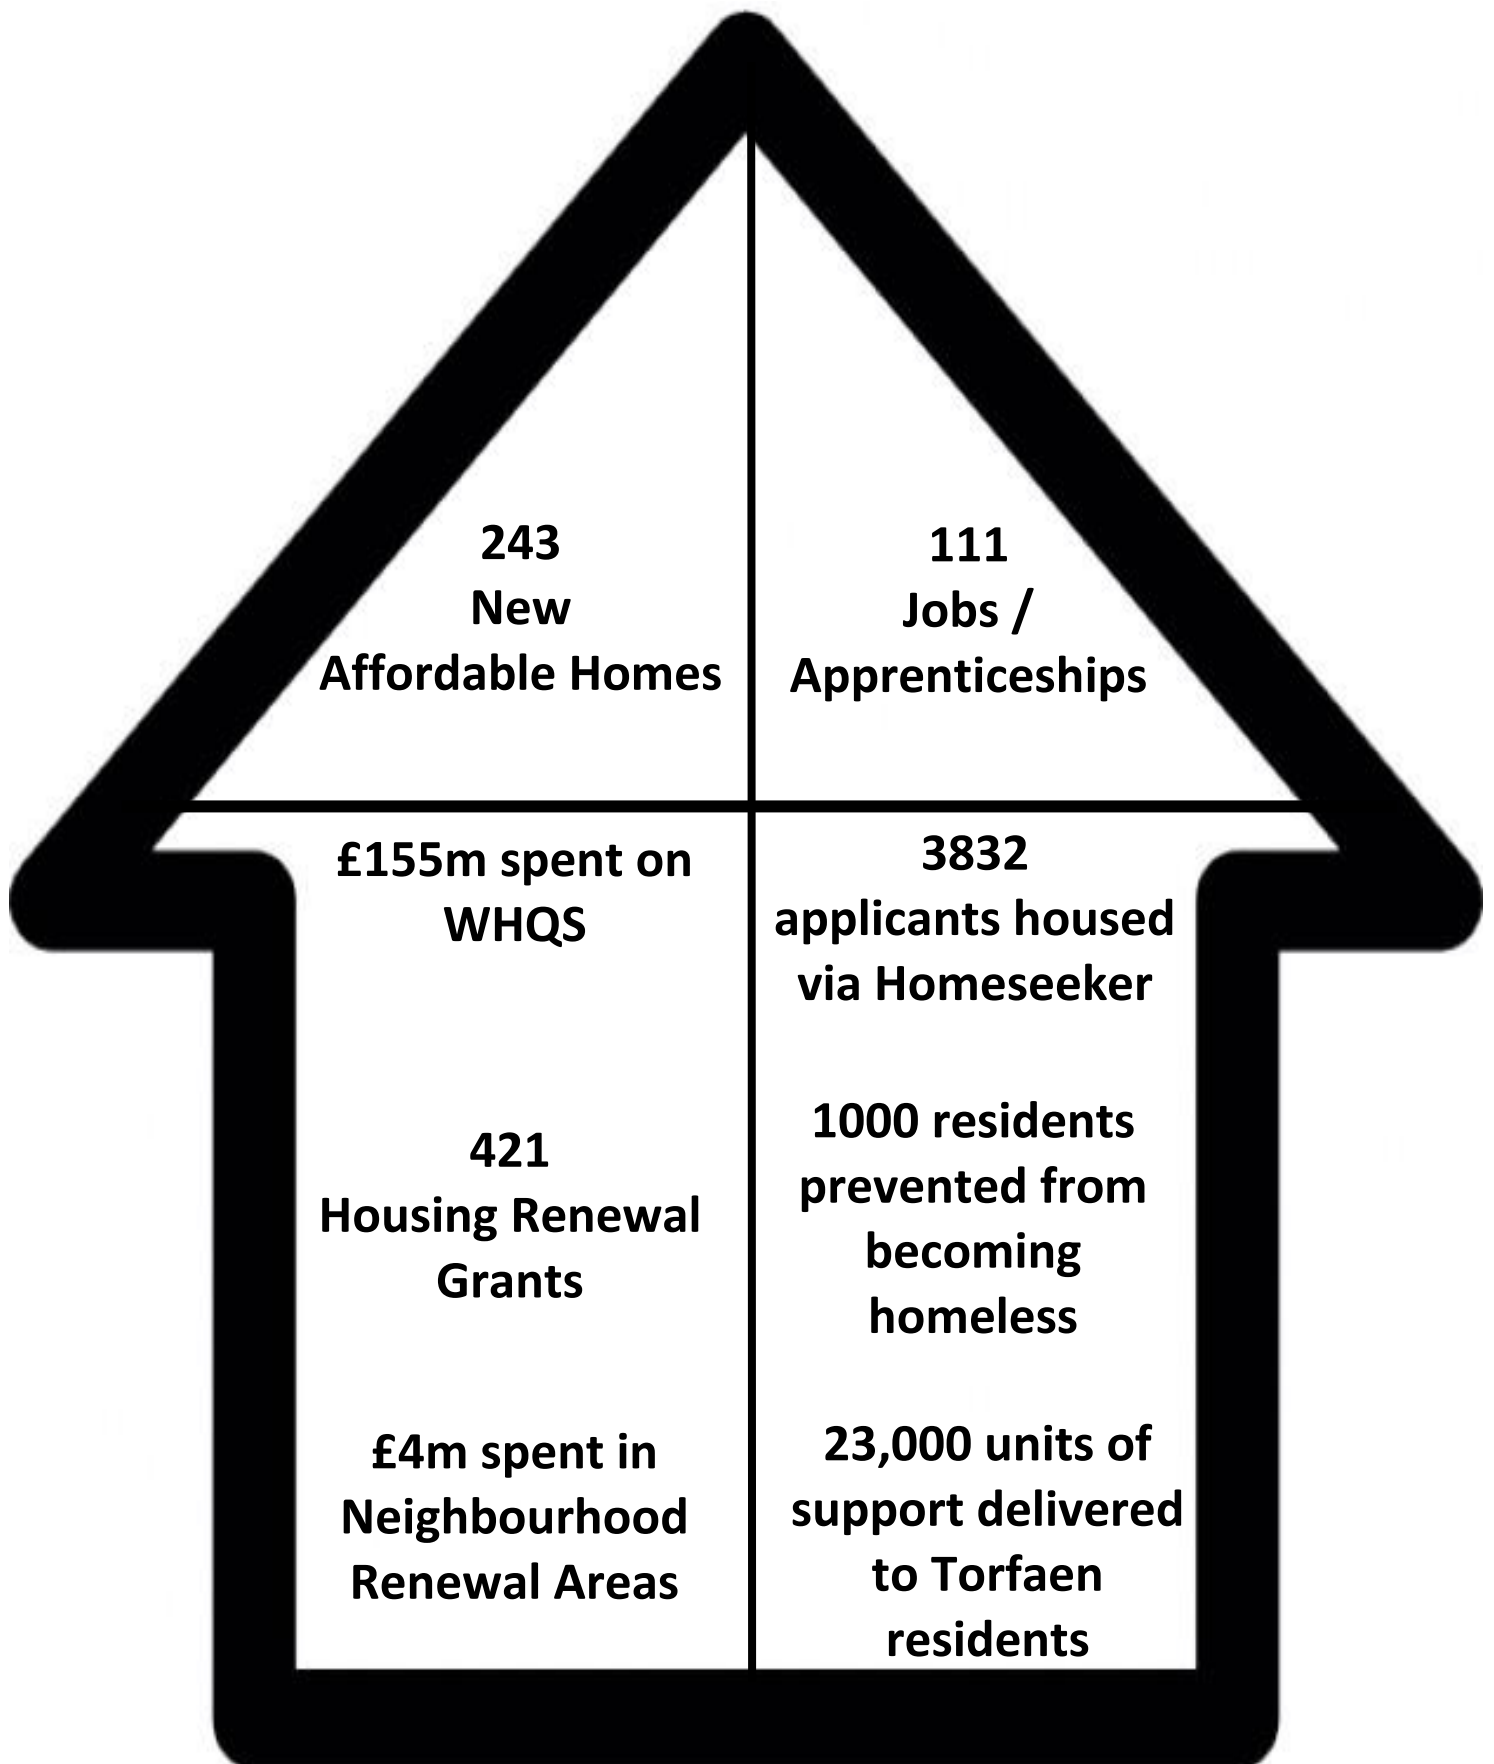 243
New
Affordable Homes
111
Jobs /
Apprenticeships
£155m spent on
WHQS
421
Housing Renewal
Grants
£4m spent in
Neighbourhood
Renewal Areas
3832
applicants housed
via Homeseeker
1000 residents
prevented from
becoming
homeless
23,000 units of
support delivered
to Torfaen
residents